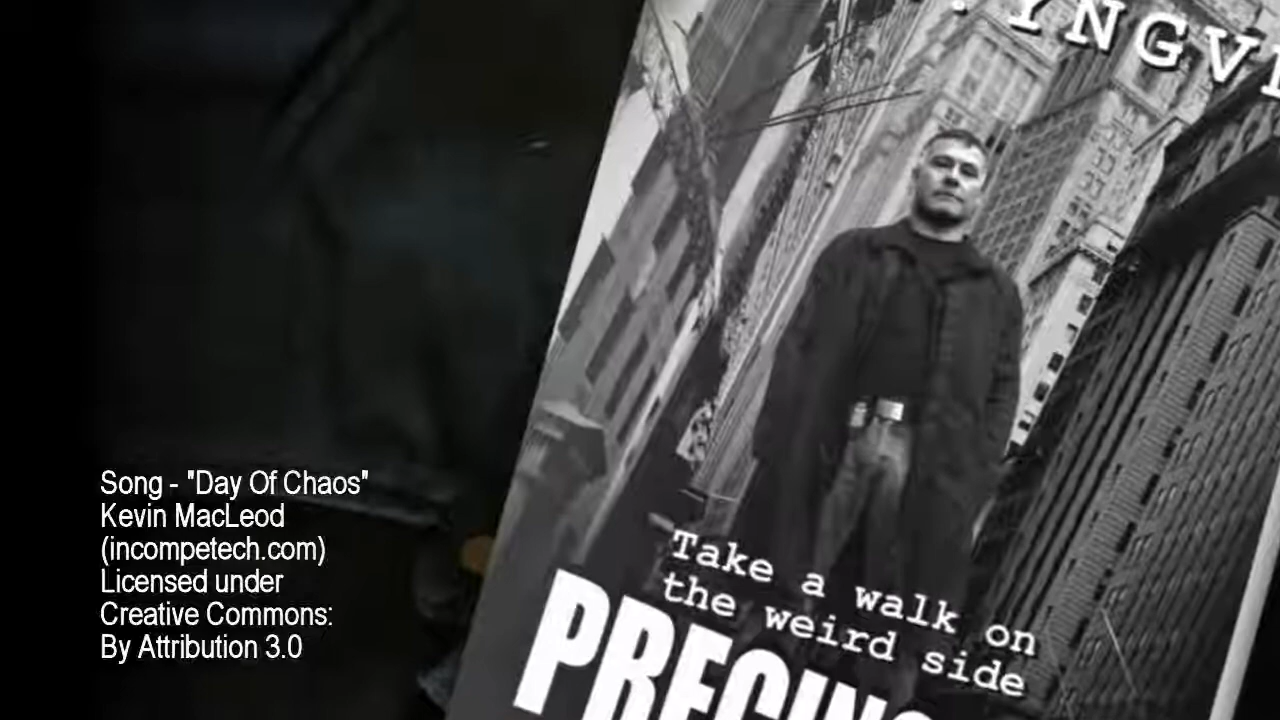 Song - "Day Of Chaos"
Kevin MacLeod
(incompetech.com)
Licensed under
Creative Commons:
By Attribution 3.0
Take a walk on
the weird side